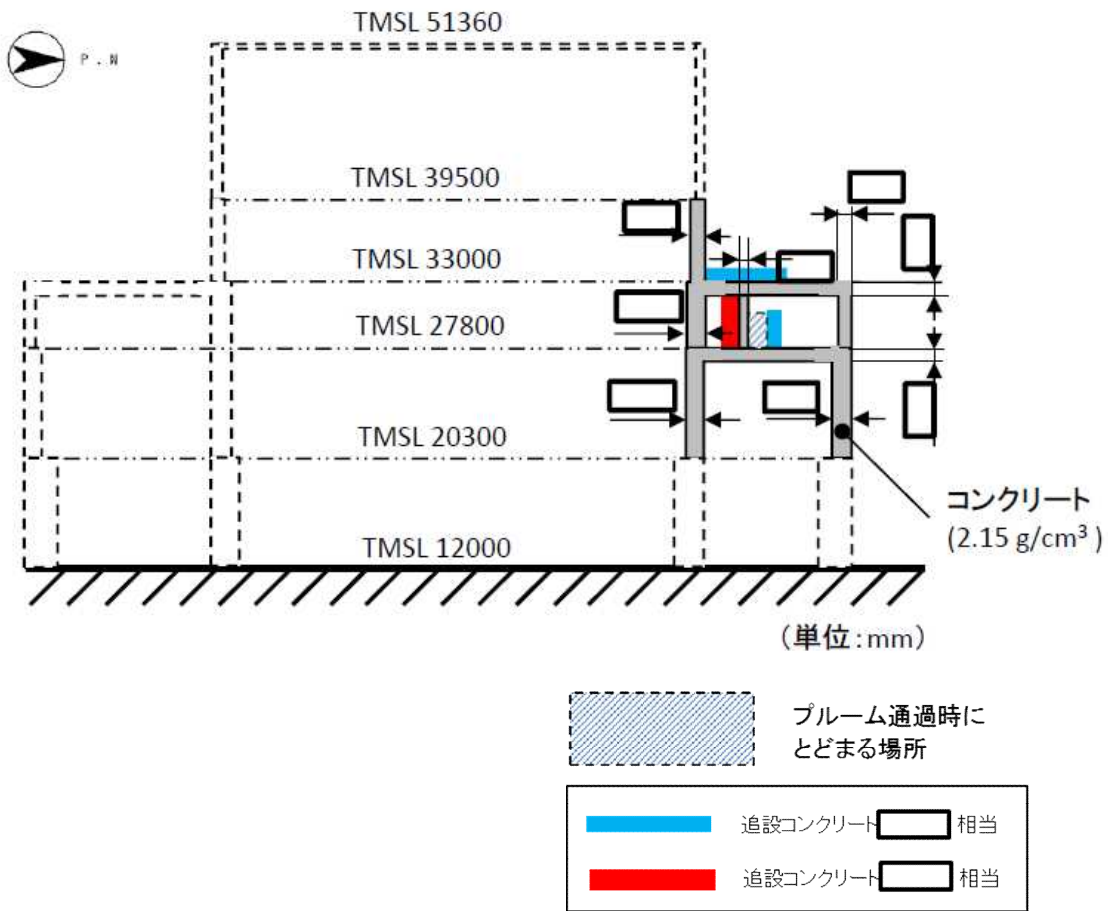 TMSL 51360
P.N
TMSL 39500
TMSL 33000
TMSL 27800
TMSL 20300
コンクリート
(2.15 g/cm³)
TMSL 12000
(単位:mm)
プルーム通過時に
とどまる場所
追設コンクリート 相当
追設コンクリート 相当